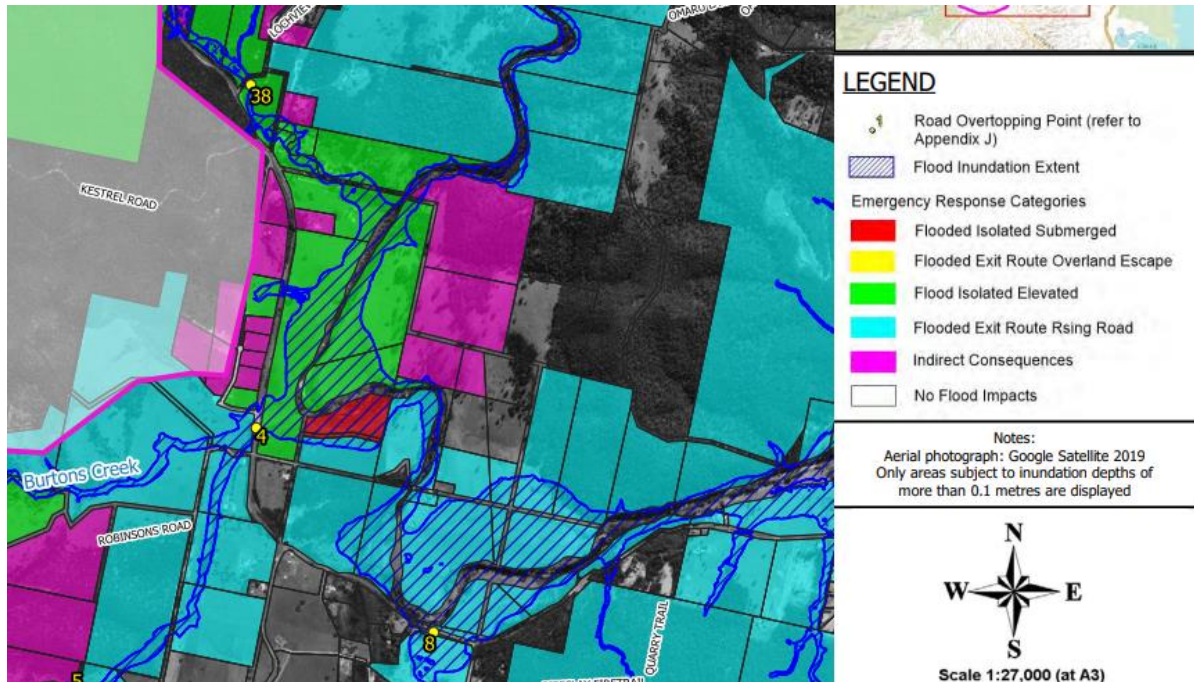 LOCHVIEW
OMARU
38
KESTREL ROAD
4
Burtons Creek
ROBINSONS ROAD
8
QUARRY TRAIL
5
LEGEND
Road Overtopping Point (refer to
Appendix J)
Flood Inundation Extent
Emergency Response Categories
Flooded Isolated Submerged
Flooded Exit Route Overland Escape
Flood Isolated Elevated
Flooded Exit Route Rsing Road
Indirect Consequences
No Flood Impacts
Notes:
Aerial photograph: Google Satellite 2019
Only areas subject to inundation depths of
more than 0.1 metres are displayed
N
W
E
S
Scale 1:27,000 (at A3)